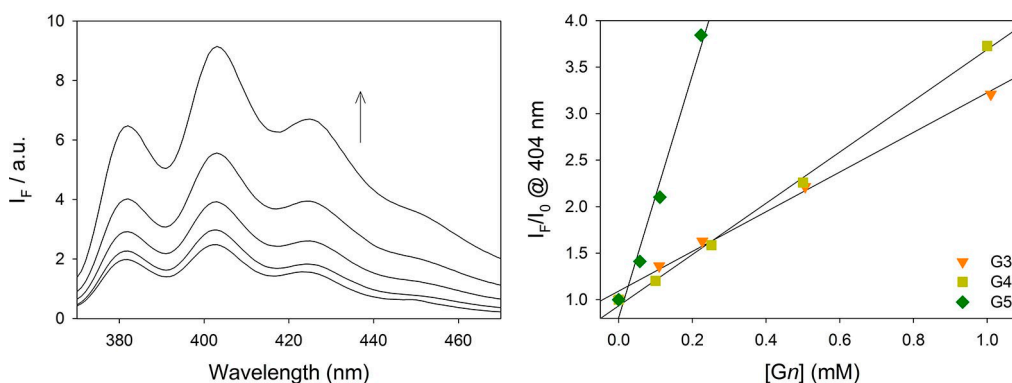 10
8
6
4
2
0
I_F / a.u.
380 400 420 440 460
Wavelength (nm)
4.0
3.5
3.0
2.5
2.0
1.5
1.0
I_F/I_0 @ 404 nm
G3
G4
G5
0.0 0.2 0.4 0.6 0.8 1.0
[Gn] (mM)